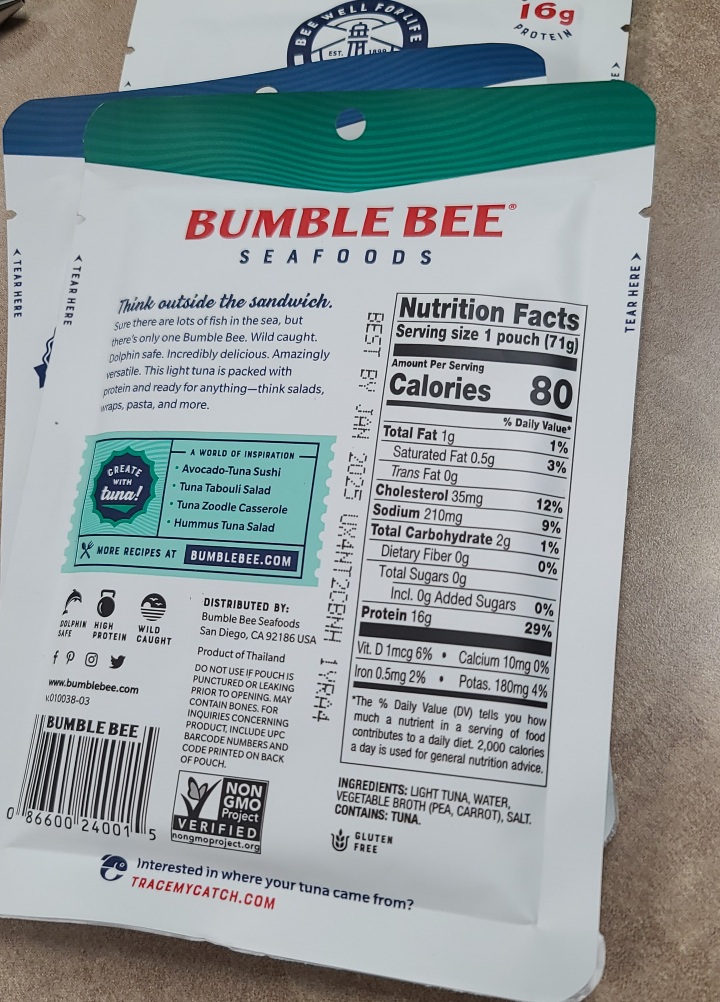 BEE WELL FOR LIFE
EST. 1899
16g
PROTEIN
TEAR HERE
TEAR HERE
TEAR HERE
BUMBLE BEE®
SEAFOODS
Think outside the sandwich.
Sure there are lots of fish in the sea, but
there's only one Bumble Bee. Wild caught.
Dolphin safe. Incredibly delicious. Amazingly
versatile. This light tuna is packed with
protein and ready for anything—think salads,
wraps, pasta, and more.
CREATE
WITH
tuna!
A WORLD OF INSPIRATION
• Avocado-Tuna Sushi
• Tuna Tabouli Salad
• Tuna Zoodle Casserole
• Hummus Tuna Salad
MORE RECIPES AT BUMBLEBEE.COM
DOLPHIN
SAFE
HIGH
PROTEIN
WILD
CAUGHT
www.bumblebee.com
v.010038-03
BUMBLE BEE
0 86600 24001 5
DISTRIBUTED BY:
Bumble Bee Seafoods
San Diego, CA 92186 USA
Product of Thailand
DO NOT USE IF POUCH IS
PUNCTURED OR LEAKING
PRIOR TO OPENING. MAY
CONTAIN BONES. FOR
INQUIRIES CONCERNING
PRODUCT, INCLUDE UPC
BARCODE NUMBERS AND
CODE PRINTED ON BACK
OF POUCH.
NON
GMO
Project
VERIFIED
nongmoproject.org
BEST BY JAN 2025
Nutrition Facts
Serving size 1 pouch (71g)
Amount Per Serving
Calories 80
% Daily Value*
Total Fat 1g 1%
Saturated Fat 0.5g 3%
Trans Fat 0g
Cholesterol 35mg 12%
Sodium 210mg 9%
Total Carbohydrate 2g 1%
Dietary Fiber 0g 0%
Total Sugars 0g
Incl. 0g Added Sugars 0%
Protein 16g 29%
Vit. D 1mcg 6% • Calcium 10mg 0%
Iron 0.5mg 2% • Potas. 180mg 4%
*The % Daily Value (DV) tells you how
much a nutrient in a serving of food
contributes to a daily diet. 2,000 calories
a day is used for general nutrition advice.
INGREDIENTS: LIGHT TUNA, WATER,
VEGETABLE BROTH (PEA, CARROT), SALT.
CONTAINS: TUNA.
GLUTEN
FREE
Interested in where your tuna came from?
TRACEMYCATCH.COM